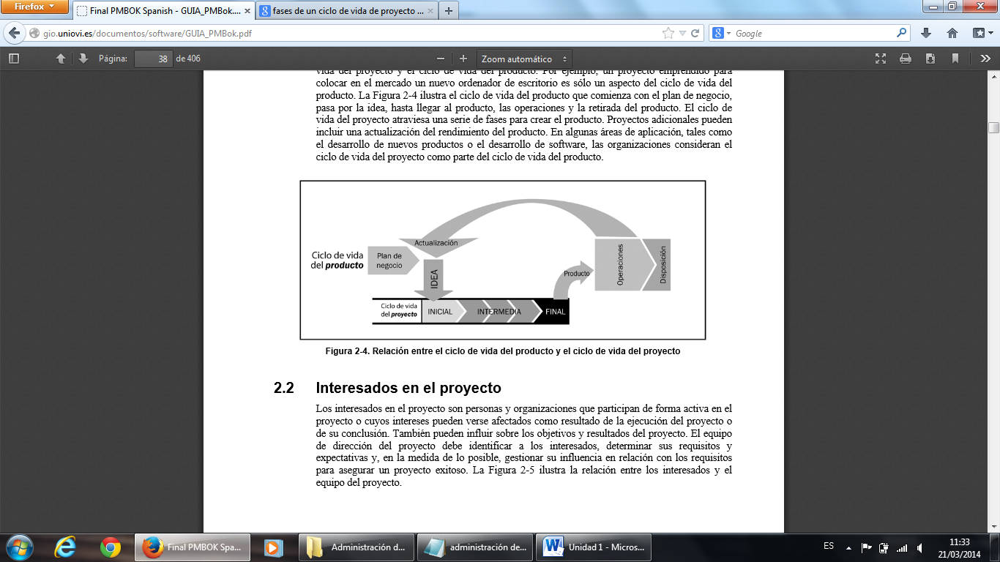 Firefox
Final PMBOK Spanish - GUIA_PMBok....
fases de un ciclo de vida de proyecto ...
gio.uniovi.es/documentos/software/GUIA_PMBok.pdf
Google
Página: 38 de 406
Zoom automático
vida del proyecto y el ciclo de vida del producto. Por ejemplo, un proyecto emprendido para
colocar en el mercado un nuevo ordenador de escritorio es sólo un aspecto del ciclo de vida del
producto. La Figura 2-4 ilustra el ciclo de vida del producto que comienza con el plan de negocio,
pasa por la idea, hasta llegar al producto, las operaciones y la retirada del producto. El ciclo de
vida del proyecto atraviesa una serie de fases para crear el producto. Proyectos adicionales pueden
incluir una actualización del rendimiento del producto. En algunas áreas de aplicación, tales como
el desarrollo de nuevos productos o el desarrollo de software, las organizaciones consideran el
ciclo de vida del proyecto como parte del ciclo de vida del producto.
Actualización
Ciclo de vida
del producto
Plan de
negocio
IDEA
Producto
Operaciones
Disposición
Ciclo de vida
del proyecto
INICIAL
INTERMEDIA
FINAL
Figura 2-4. Relación entre el ciclo de vida del producto y el ciclo de vida del proyecto
2.2 Interesados en el proyecto
Los interesados en el proyecto son personas y organizaciones que participan de forma activa en el
proyecto o cuyos intereses pueden verse afectados como resultado de la ejecución del proyecto o
de su conclusión. También pueden influir sobre los objetivos y resultados del proyecto. El equipo
de dirección del proyecto debe identificar a los interesados, determinar sus requisitos y
expectativas y, en la medida de lo posible, gestionar su influencia en relación con los requisitos
para asegurar un proyecto exitoso. La Figura 2-5 ilustra la relación entre los interesados y el
equipo del proyecto.
Final PMBOK Spa...
Administración d...
administración de...
Unidad 1 - Micros...
ES
11:33
21/03/2014